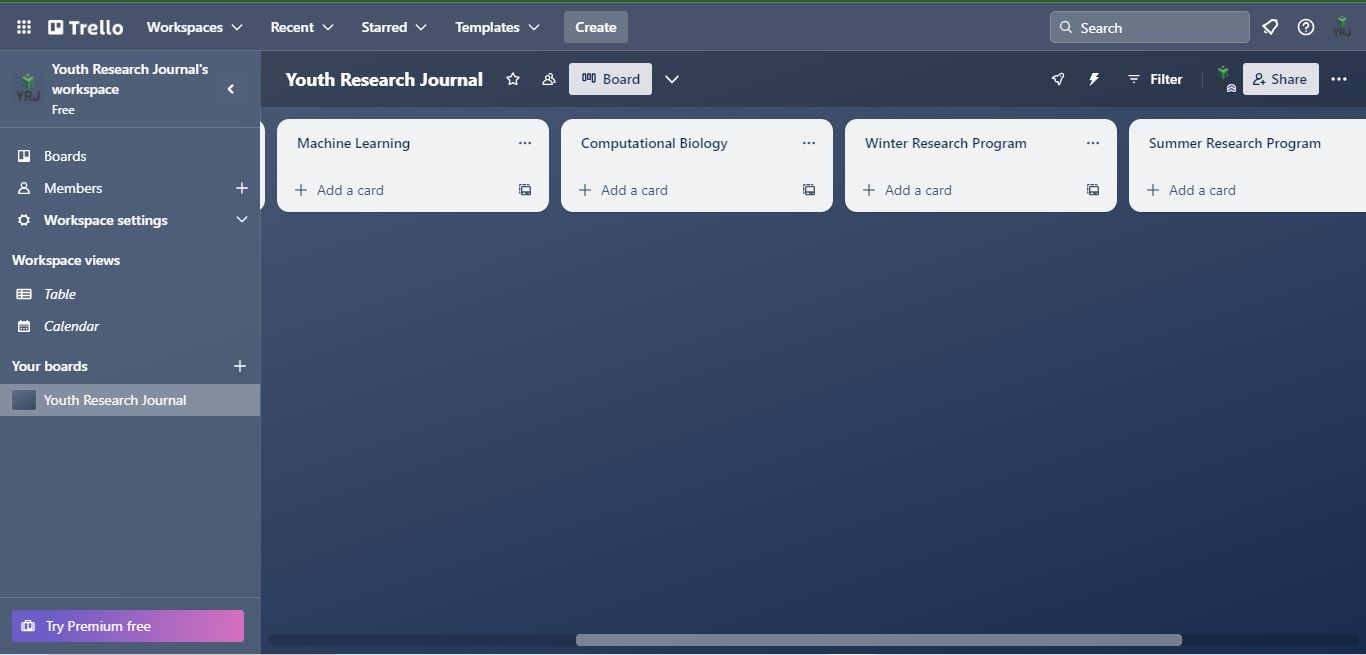 Trello Workspaces Recent Starred Templates Create Search YRJ
YRJ
Youth Research Journal's
workspace
Free
Boards
Members
Workspace settings
Workspace views
Table
Calendar
Your boards
Youth Research Journal
Try Premium free
Youth Research Journal Board Filter Share
Machine Learning
Add a card
Computational Biology
Add a card
Winter Research Program
Add a card
Summer Research Program
Add a card